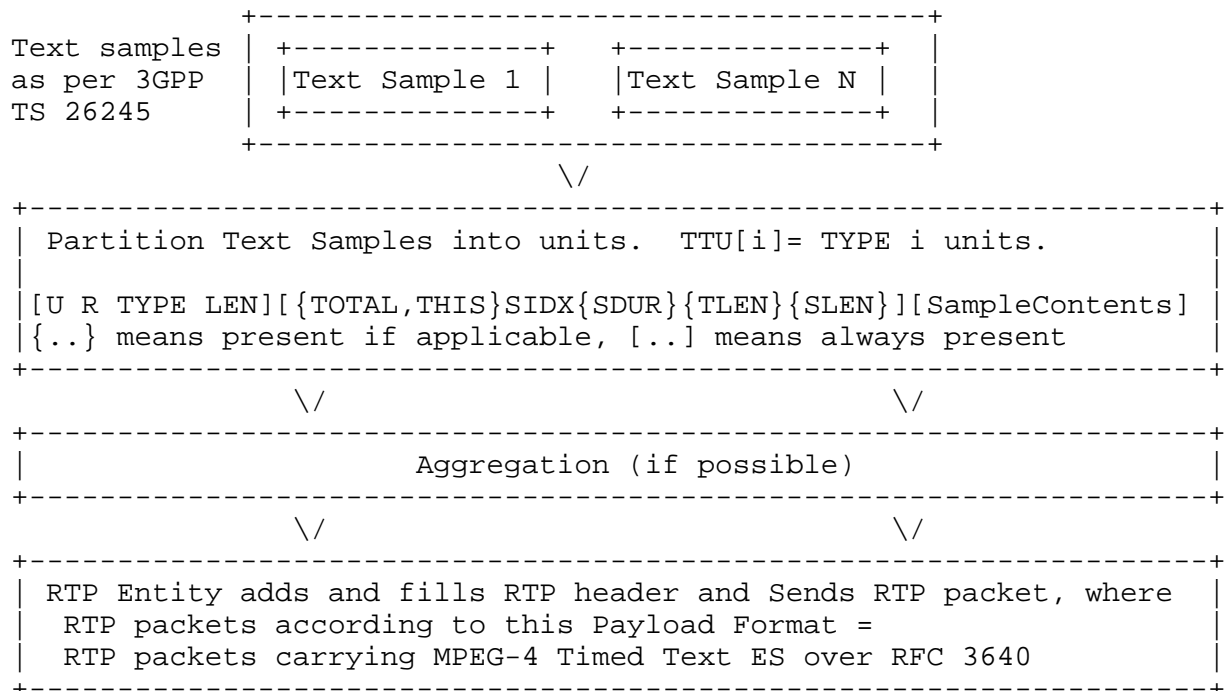 Text samples
as per 3GPP
TS 26245
Text Sample 1
Text Sample N
\/
Partition Text Samples into units.  TTU[i]= TYPE i units.
[U R TYPE LEN][{TOTAL,THIS}SIDX{SDUR}{TLEN}{SLEN}][SampleContents]
{..} means present if applicable, [..] means always present
\/ \/
Aggregation (if possible)
\/ \/
RTP Entity adds and fills RTP header and Sends RTP packet, where
RTP packets according to this Payload Format =
RTP packets carrying MPEG-4 Timed Text ES over RFC 3640